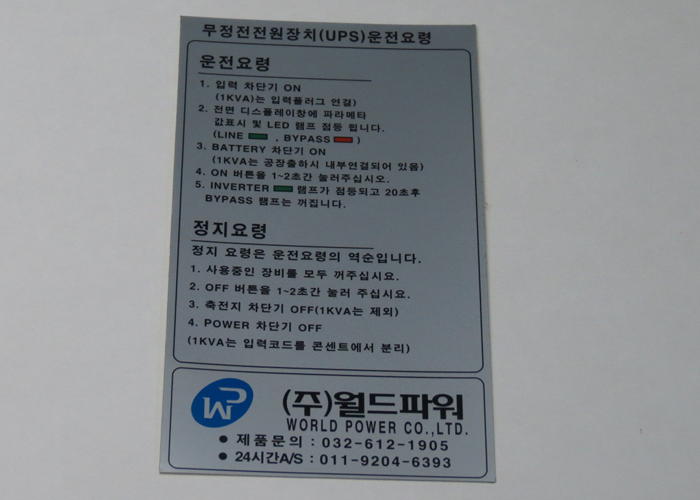 무정전전원장치(UPS)운전요령
운전요령
1. 입력 차단기 ON
(1KVA)는 입력플러그 연결)
2. 전면 디스플레이창에 파라메타
값표시 및 LED 램프 점등 됩니다.
(LINE , BYPASS )
3. BATTERY 차단기 ON
(1KVA는 공장출하시 내부연결되어 있음)
4. ON 버튼을 1~2초간 눌러주십시오.
5. INVERTER 램프가 점등되고 20초후
BYPASS 램프는 꺼집니다.
정지요령
정지 요령은 운전요령의 역순입니다.
1. 사용중인 장비를 모두 꺼주십시요.
2. OFF 버튼을 1~2초간 눌러 주십시요.
3. 축전지 차단기 OFF(1KVA는 제외)
4. POWER 차단기 OFF
(1KVA는 입력코드를 콘센트에서 분리)
WP (주)월드파워
WORLD POWER CO.,LTD.
● 제품문의 : 032-612-1905
● 24시간A/S : 011-9204-6393